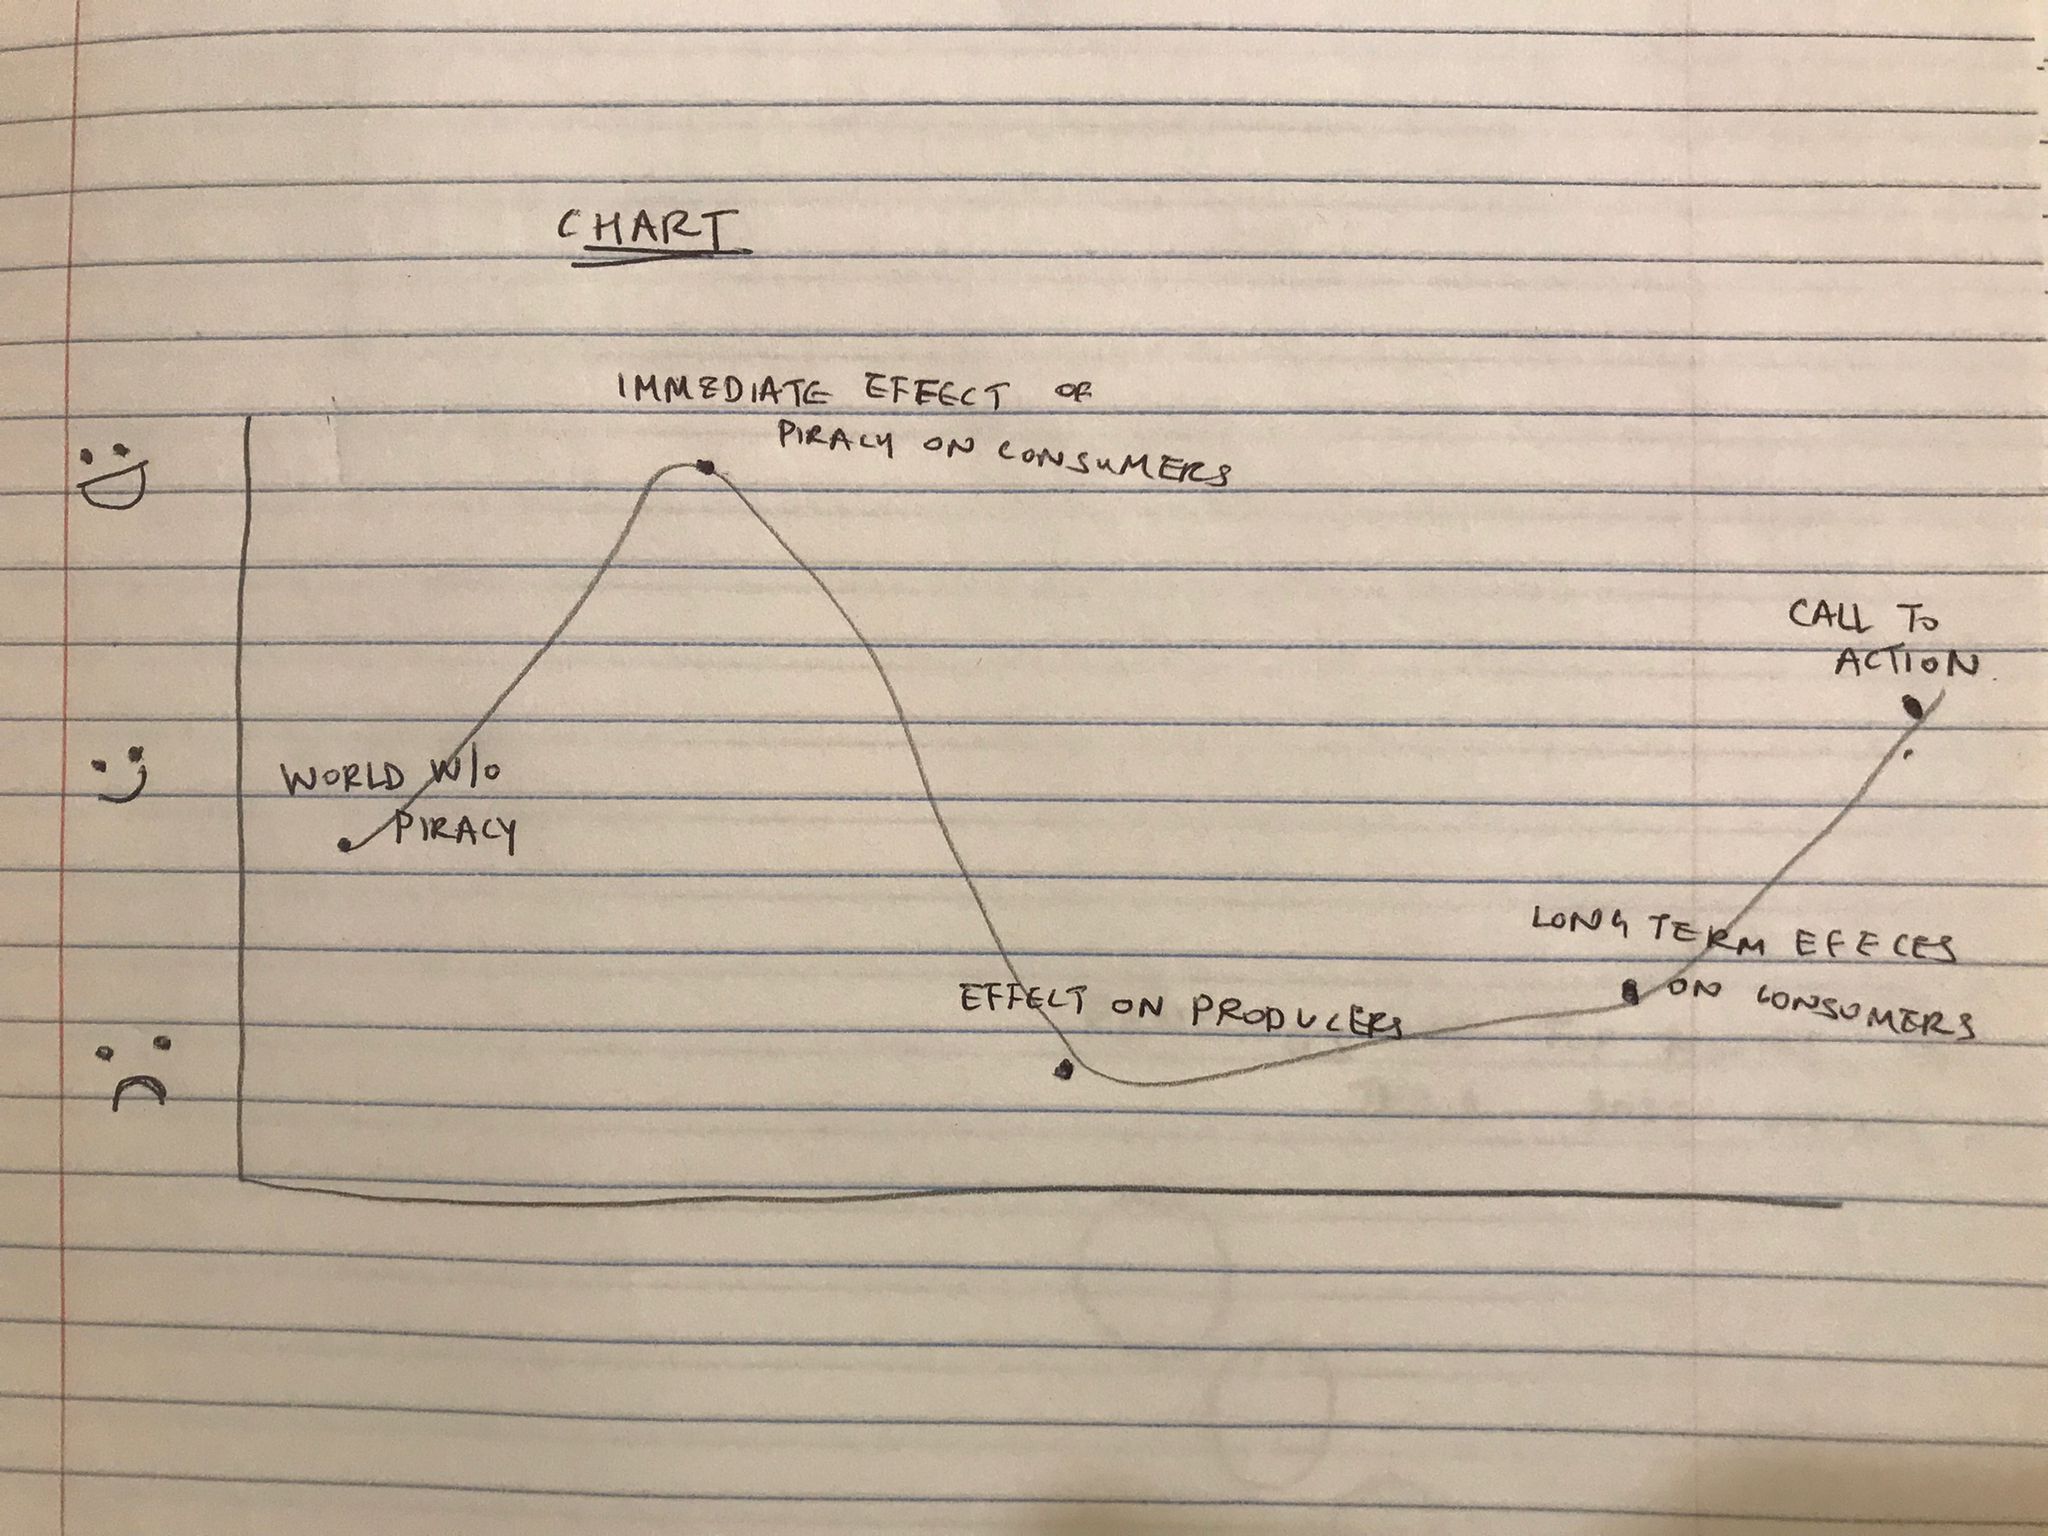 CHART
IMMEDIATE EFFECT OF
PIRACY ON CONSUMERS
CALL TO
ACTION
WORLD W/O
PIRACY
LONG TERM EFECES
ON CONSUMERS
EFFECT ON PRODUCERS